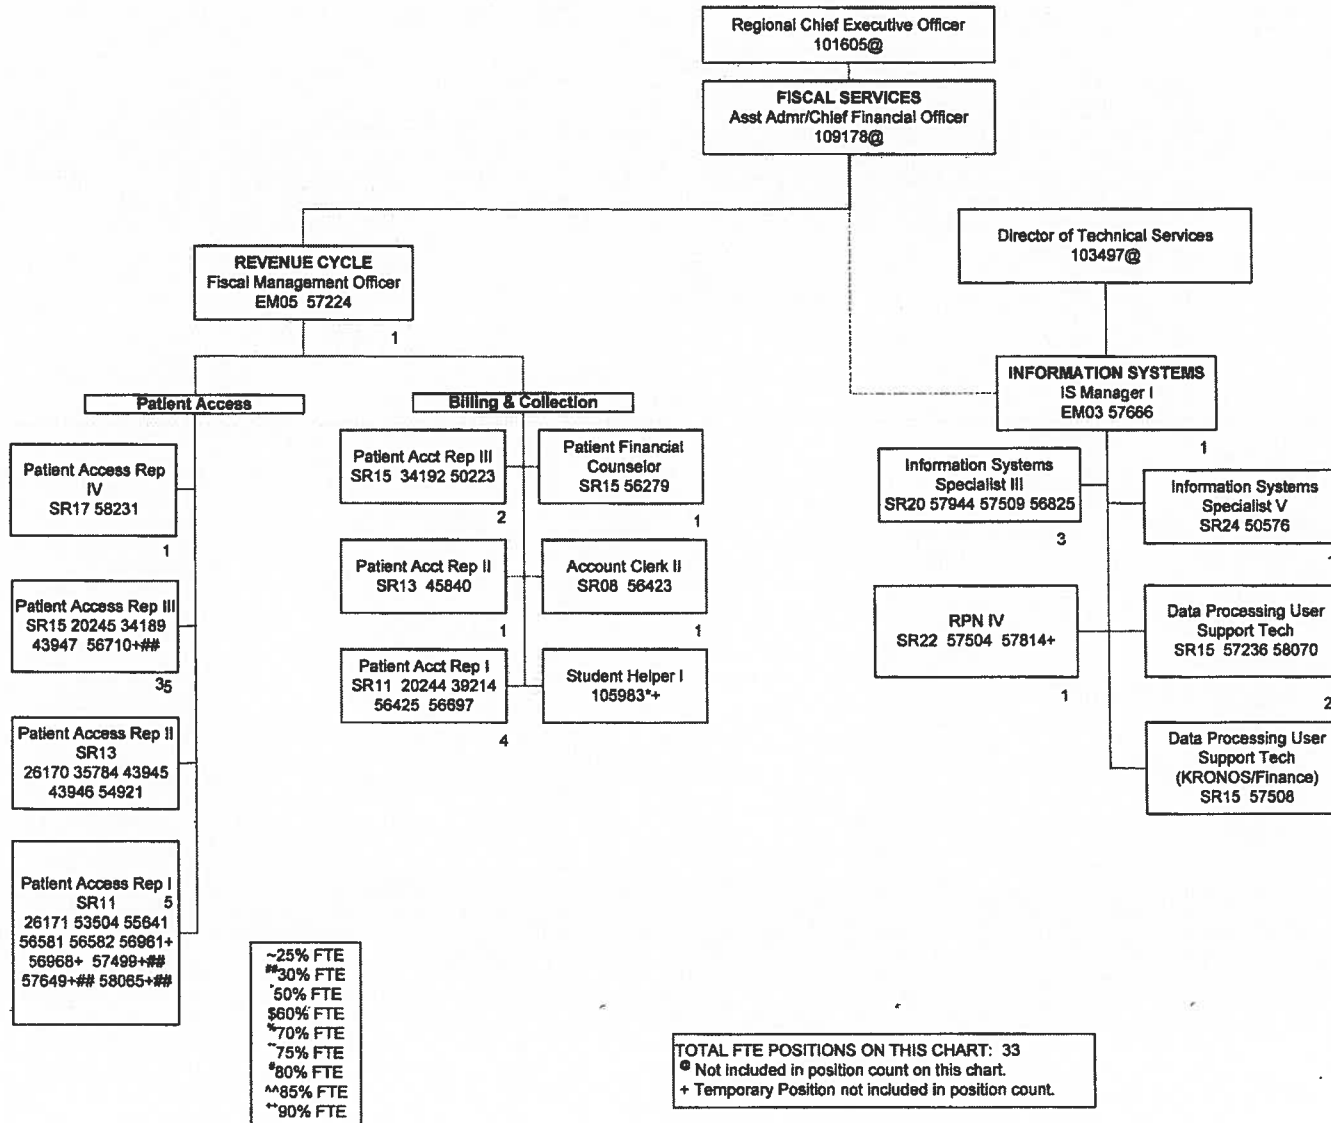 Regional Chief Executive Officer
101605@
FISCAL SERVICES
Asst Admr/Chief Financial Officer
109178@
Director of Technical Services
103497@
REVENUE CYCLE
Fiscal Management Officer
EM05 57224
1
INFORMATION SYSTEMS
IS Manager I
EM03 57666
1
Patient Access
Billing & Collection
Patient Access Rep
IV
SR17 58231
1
Patient Access Rep III
SR15 20245 34189
43947 56710+##
35
Patient Access Rep II
SR13
26170 35784 43945
43946 54921
Patient Access Rep I
SR11 5
26171 53504 55641
56581 56582 56961+
56968+ 57499+##
57649+## 58065+##
Patient Acct Rep III
SR15 34192 50223
2
Patient Financial
Counselor
SR15 56279
1
Patient Acct Rep II
SR13 45840
1
Account Clerk II
SR08 56423
1
Patient Acct Rep I
SR11 20244 39214
56425 56697
4
Student Helper I
105983*+
Information Systems
Specialist III
SR20 57944 57509 56825
3
Information Systems
Specialist V
SR24 50576
RPN IV
SR22 57504 57814+
1
Data Processing User
Support Tech
SR15 57236 58070
2
Data Processing User
Support Tech
(KRONOS/Finance)
SR15 57508
~25% FTE
##30% FTE
*50% FTE
$60% FTE
%70% FTE
75% FTE
#80% FTE
^^85% FTE
90% FTE
TOTAL FTE POSITIONS ON THIS CHART: 33
@ Not included in position count on this chart.
+ Temporary Position not included in position count.